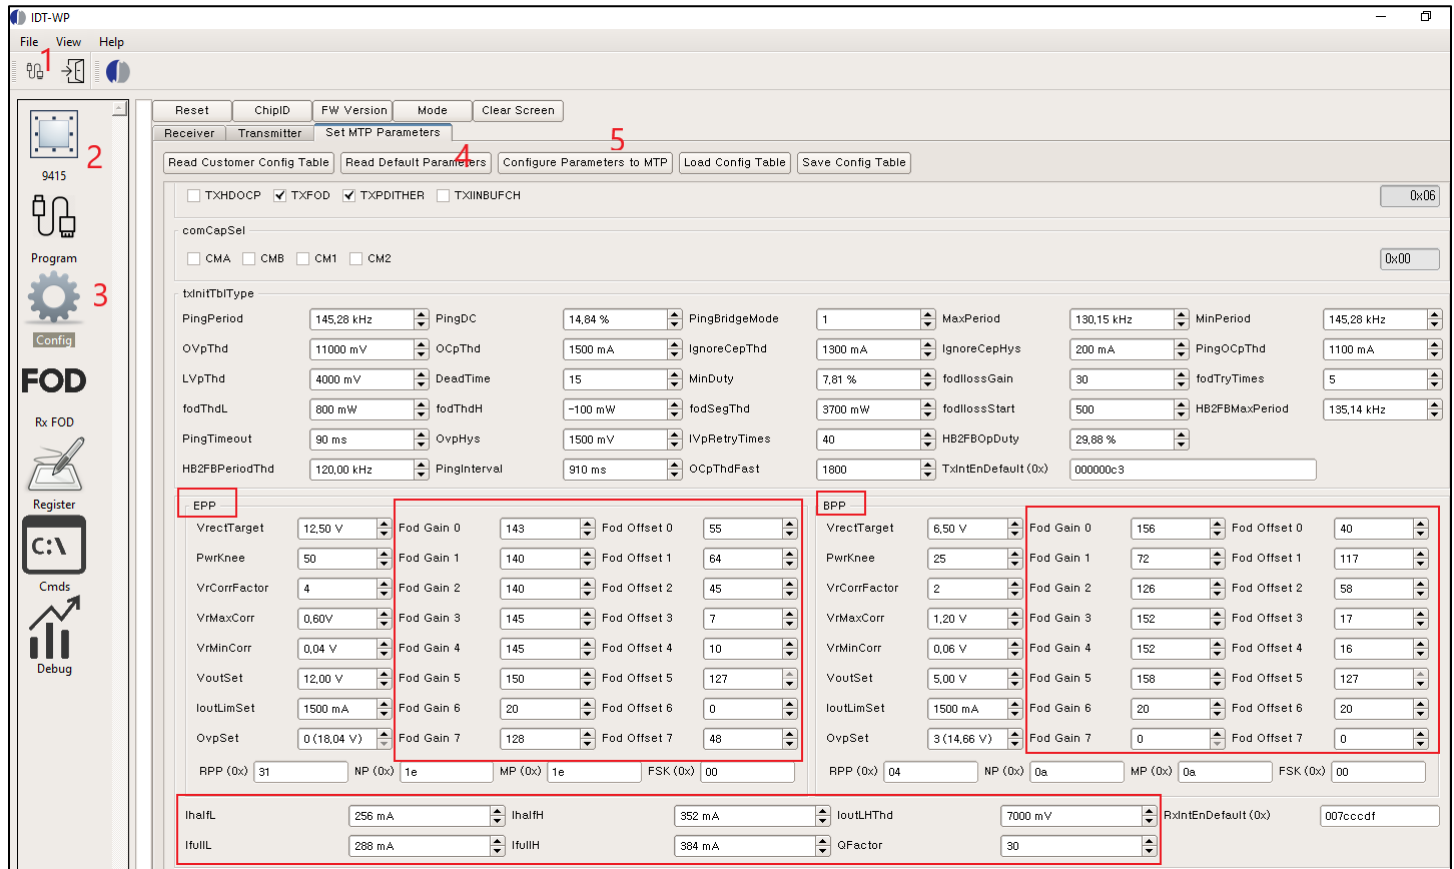 IDT-WP
File View Help
1
Reset ChipID FW Version Mode Clear Screen
Receiver Transmitter Set MTP Parameters
5
2
4
Read Customer Config Table Read Default Parameters Configure Parameters to MTP Load Config Table Save Config Table
9415
TXHDOCP TXFOD TXPDITHER TXIINBUFCH 0x06
comCapSel
Program
CMA CMB CM1 CM2 0x00
3
txInitTblType
Config
PingPeriod 145,28 kHz PingDC 14,84 % PingBridgeMode 1 MaxPeriod 130,15 kHz MinPeriod 145,28 kHz
OVpThd 11000 mV OCpThd 1500 mA IgnoreCepThd 1300 mA IgnoreCepHys 200 mA PingOCpThd 1100 mA
FOD
LVpThd 4000 mV DeadTime 15 MinDuty 7,81 % fodIlossGain 30 fodTryTimes 5
fodThdL 800 mW fodThdH -100 mW fodSegThd 3700 mW fodIlossStart 500 HB2FBMaxPeriod 135,14 kHz
Rx FOD
PingTimeout 90 ms OvpHys 1500 mV IVpRetryTimes 40 HB2FBOpDuty 29,88 %
HB2FBPeriodThd 120,00 kHz PingInterval 910 ms OCpThdFast 1800 TxIntEnDefault (0x) 000000c3
Register
EPP BPP
VrectTarget 12,50 V Fod Gain 0 143 Fod Offset 0 55 VrectTarget 6,50 V Fod Gain 0 156 Fod Offset 0 40
C:\
PwrKnee 50 Fod Gain 1 140 Fod Offset 1 64 PwrKnee 25 Fod Gain 1 72 Fod Offset 1 117
Cmds
VrCorrFactor 4 Fod Gain 2 140 Fod Offset 2 45 VrCorrFactor 2 Fod Gain 2 126 Fod Offset 2 58
VrMaxCorr 0,60V Fod Gain 3 145 Fod Offset 3 7 VrMaxCorr 1,20 V Fod Gain 3 152 Fod Offset 3 17
VrMinCorr 0,04 V Fod Gain 4 145 Fod Offset 4 10 VrMinCorr 0,06 V Fod Gain 4 152 Fod Offset 4 16
Debug
VoutSet 12,00 V Fod Gain 5 150 Fod Offset 5 127 VoutSet 5,00 V Fod Gain 5 158 Fod Offset 5 127
IoutLimSet 1500 mA Fod Gain 6 20 Fod Offset 6 0 IoutLimSet 1500 mA Fod Gain 6 20 Fod Offset 6 20
OvpSet 0 (18,04 V) Fod Gain 7 128 Fod Offset 7 48 OvpSet 3 (14,66 V) Fod Gain 7 0 Fod Offset 7 0
RPP (0x) 31 NP (0x) 1e MP (0x) 1e FSK (0x) 00 RPP (0x) 04 NP (0x) 0a MP (0x) 0a FSK (0x) 00
IhalfL 256 mA IhalfH 352 mA IoutLHThd 7000 mV RxIntEnDefault (0x) 007cccdf
IfullL 288 mA IfullH 384 mA QFactor 30